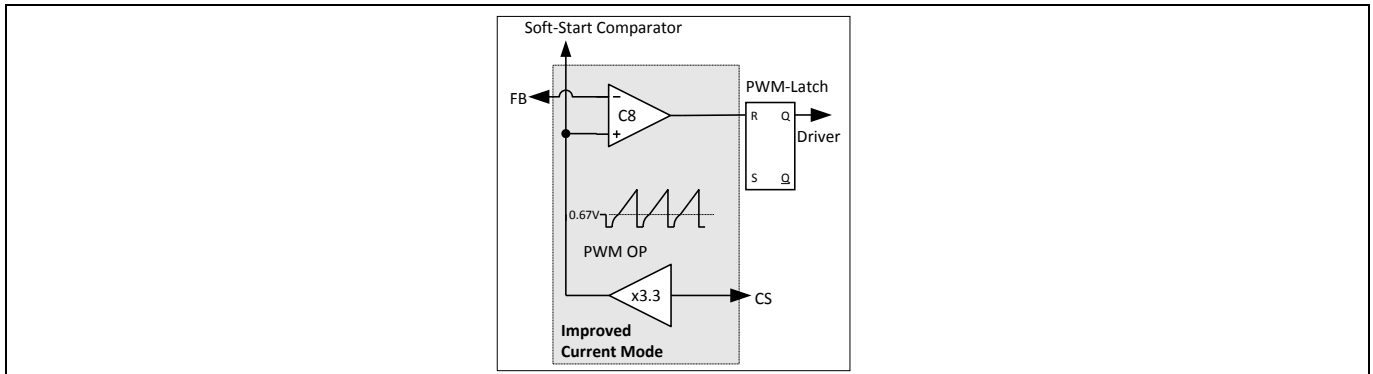 Soft-Start Comparator
FB
−
C8
+
PWM-Latch
R Q
Driver
S Q
0.67V
PWM OP
x3.3
CS
Improved
Current Mode